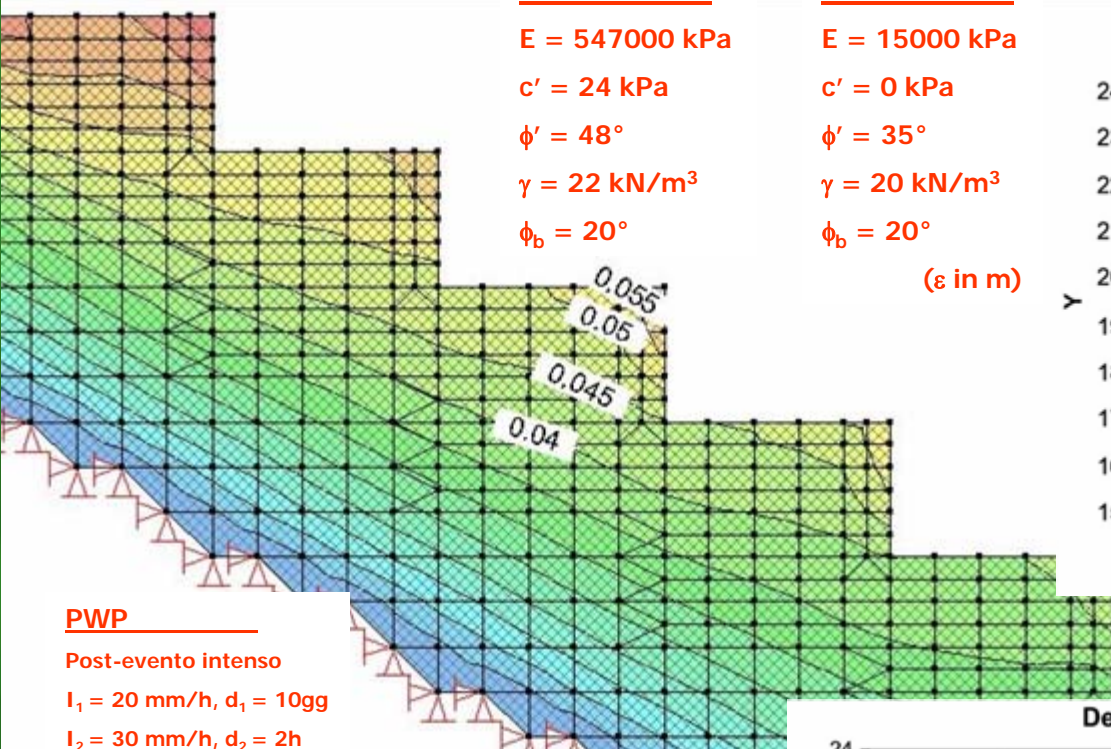 E = 547000 kPa
c' = 24 kPa
ϕ' = 48°
γ = 22 kN/m³
ϕb = 20°
E = 15000 kPa
c' = 0 kPa
ϕ' = 35°
γ = 20 kN/m³
ϕb = 20°
(ε in m)
Y
0.055
0.05
0.045
0.04
PWP
Post-evento intenso
I₁ = 20 mm/h, d₁ = 10gg
I₂ = 30 mm/h, d₂ = 2h